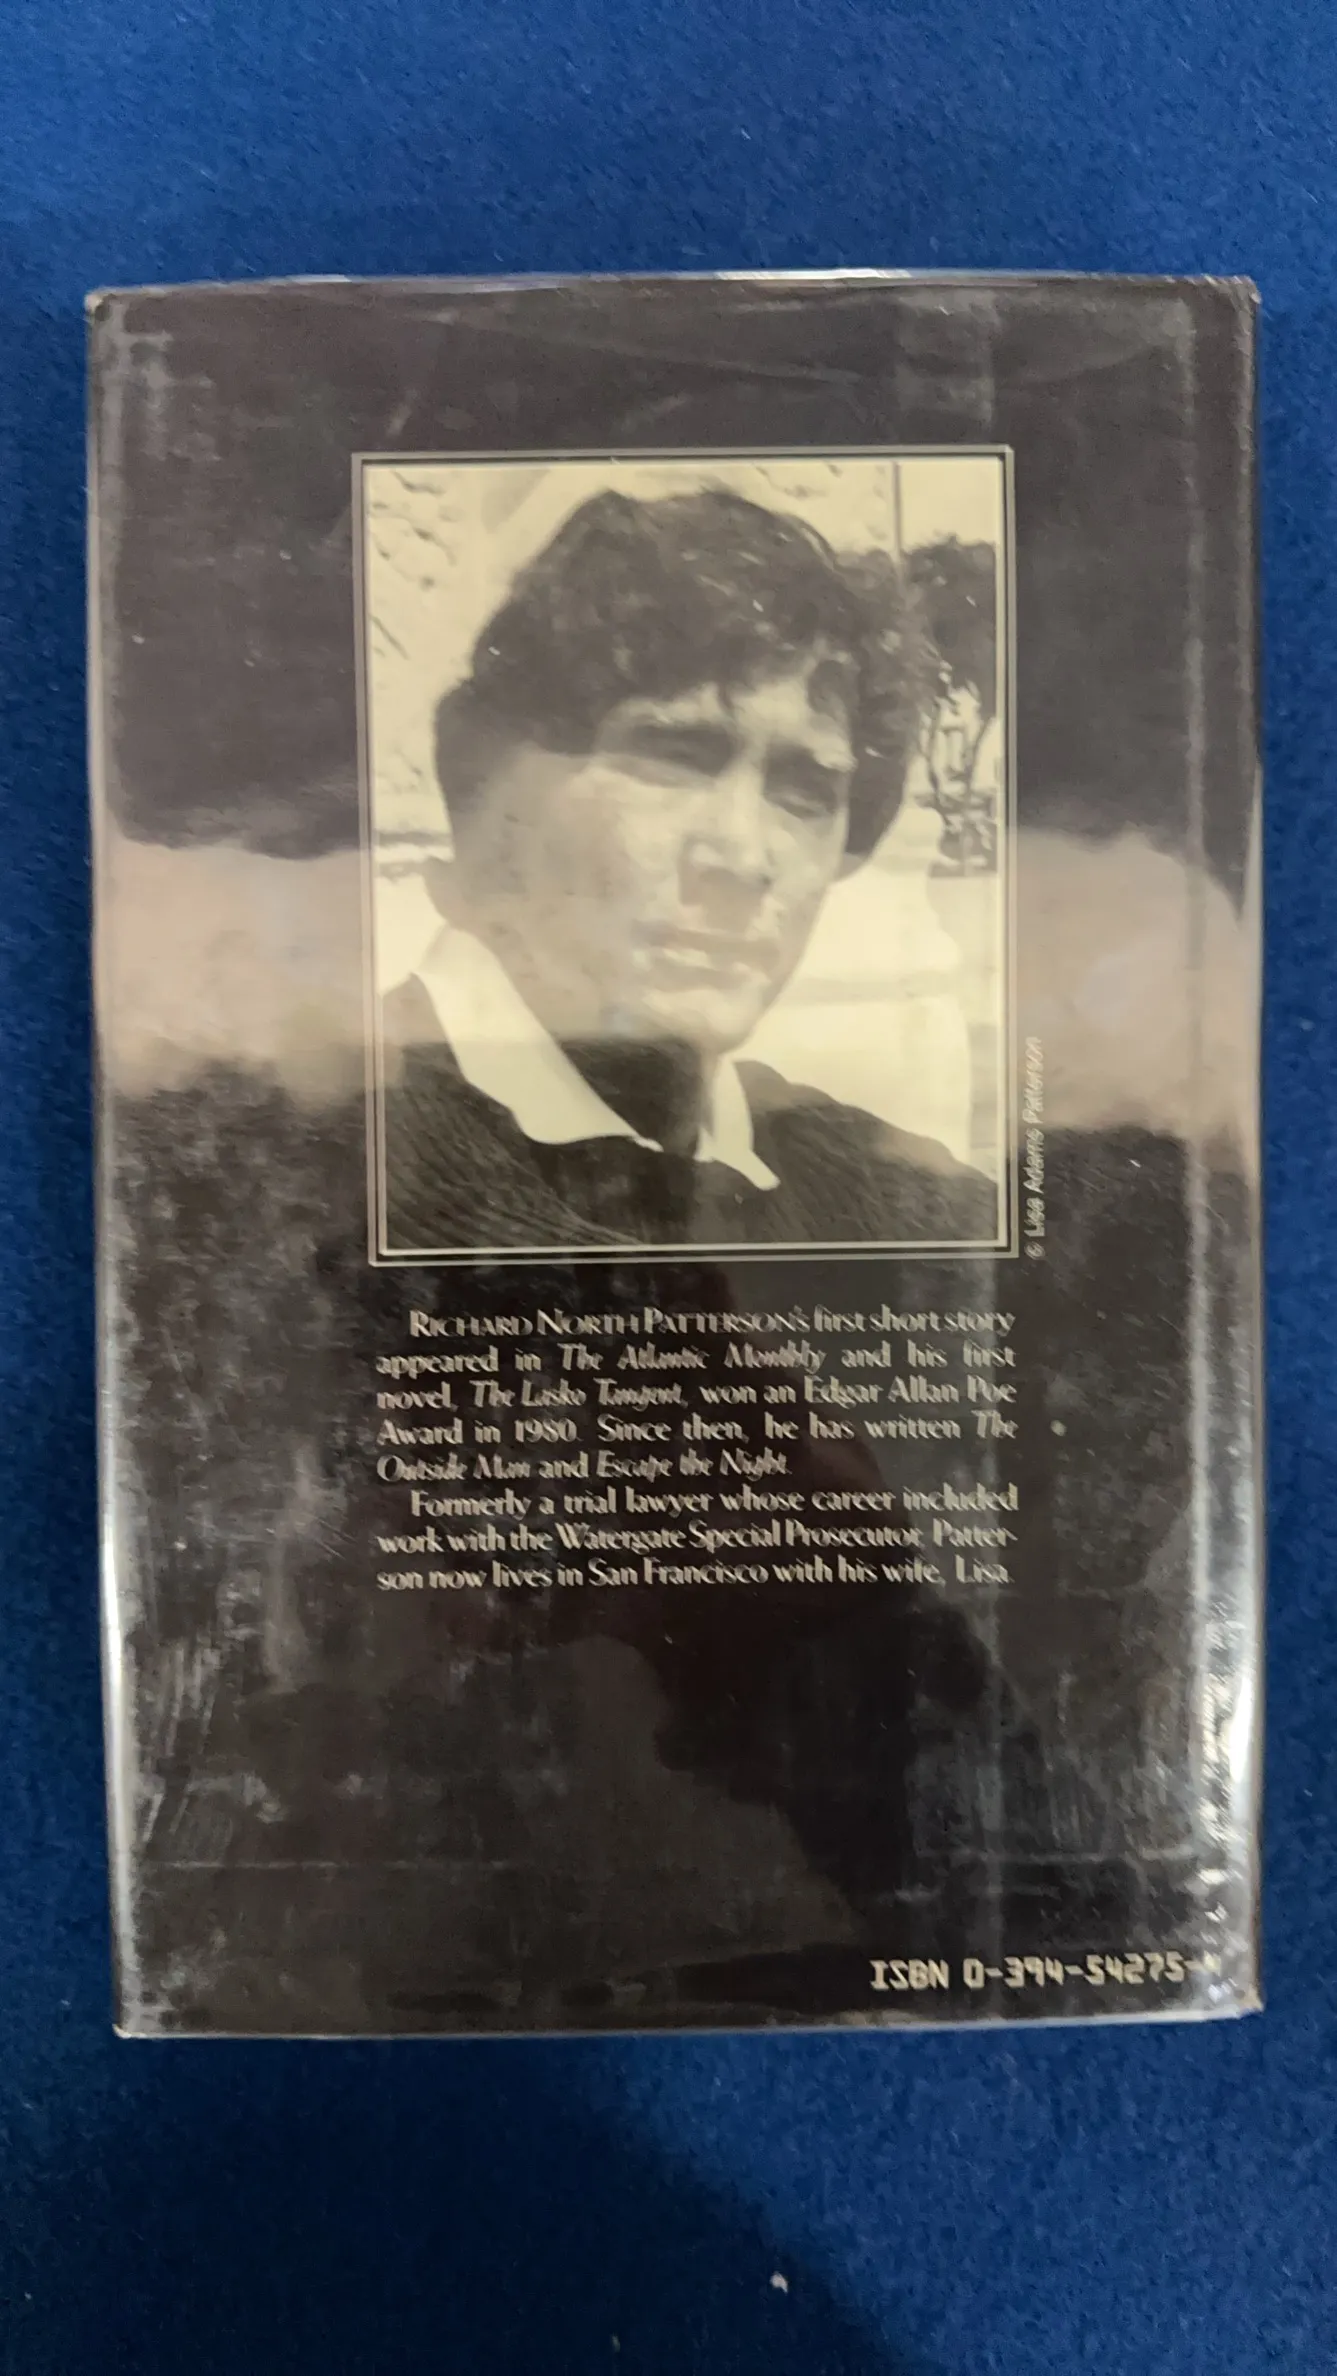 © Lisa Adams Patterson
RICHARD NORTH PATTERSON's first short story
appeared in The Atlantic Monthly and his first
novel, The Lasko Tangent, won an Edgar Allan Poe
Award in 1980. Since then, he has written The
Outside Man and Escape the Night.
Formerly a trial lawyer whose career included
work with the Watergate Special Prosecutor, Patter-
son now lives in San Francisco with his wife, Lisa.
ISBN 0-394-54275-4